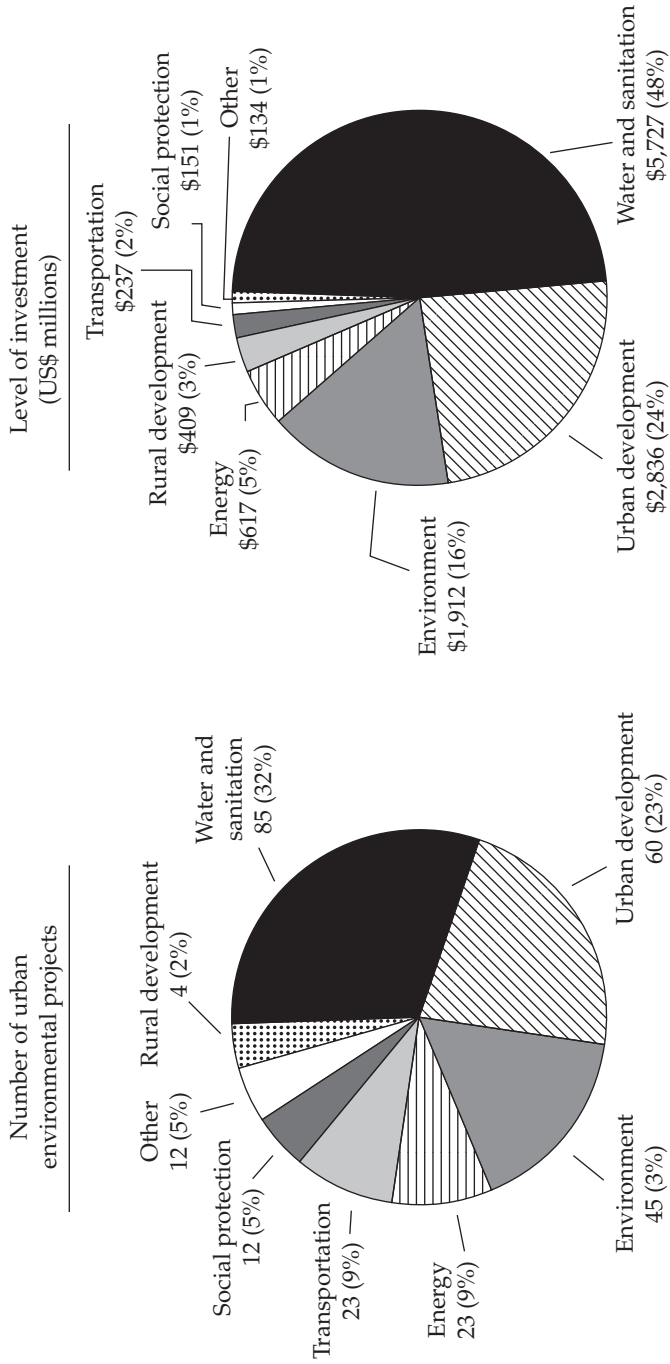 Number of urban
environmental projects
Rural development
4 (2%)
Other
12 (5%)
Social protection
12 (5%)
Transportation
23 (9%)
Energy
23 (9%)
Environment
45 (3%)
Urban development
60 (23%)
Water and
sanitation
85 (32%)
Level of investment
(US$ millions)
Transportation
$237 (2%)
Social protection
$151 (1%)
Other
$134 (1%)
Rural development
$409 (3%)
Energy
$617 (5%)
Environment
$1,912 (16%)
Urban development
$2,836 (24%)
Water and sanitation
$5,727 (48%)